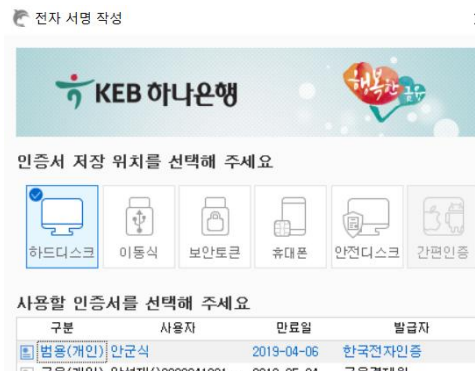 전자 서명 작성
KEB 하나은행
행복한 금융
인증서 저장 위치를 선택해 주세요
하드디스크 이동식 보안토큰 휴대폰 안전디스크 간편인증
사용할 인증서를 선택해 주세요
구분 사용자 만료일 발급자
범용(개인) 안군식 2019-04-06 한국전자인증